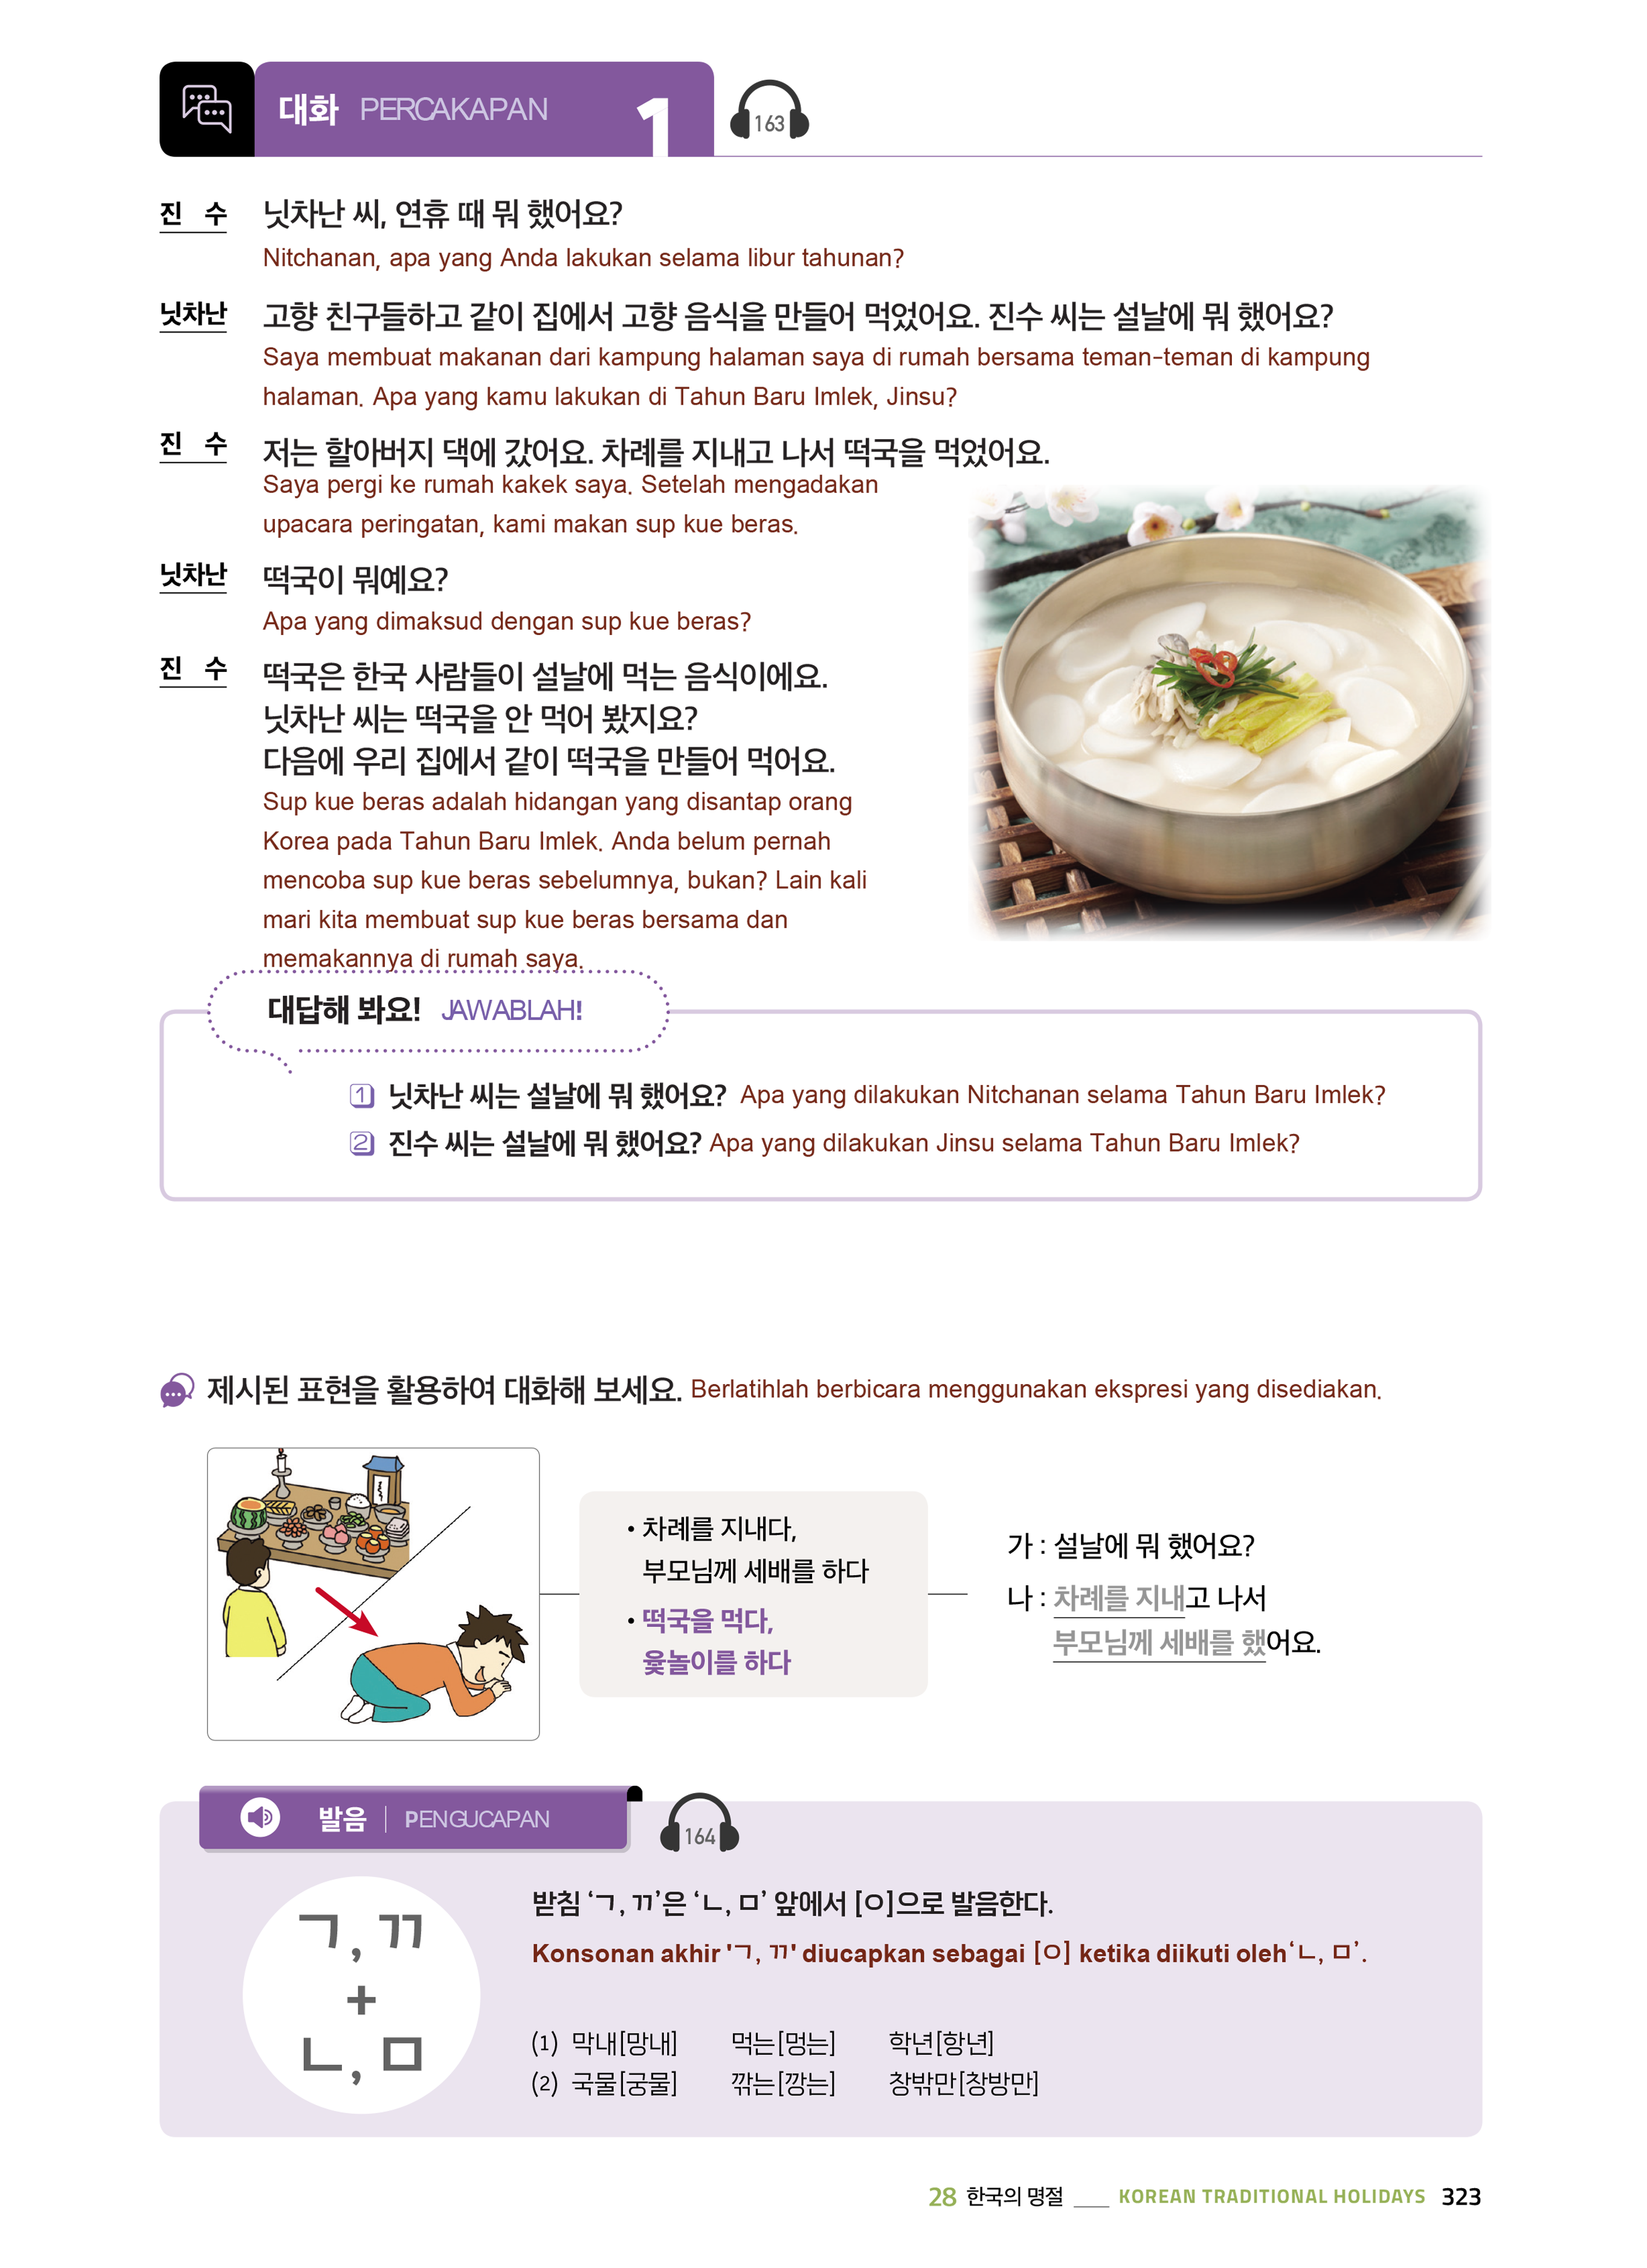 대화 PERCAKAPAN 1 163
진 수 닛차난 씨, 연휴 때 뭐 했어요?
Nitchanan, apa yang Anda lakukan selama libur tahunan?
닛차난 고향 친구들하고 같이 집에서 고향 음식을 만들어 먹었어요. 진수 씨는 설날에 뭐 했어요?
Saya membuat makanan dari kampung halaman saya di rumah bersama teman-teman di kampung
halaman. Apa yang kamu lakukan di Tahun Baru Imlek, Jinsu?
진 수 저는 할아버지 댁에 갔어요. 차례를 지내고 나서 떡국을 먹었어요.
Saya pergi ke rumah kakek saya. Setelah mengadakan
upacara peringatan, kami makan sup kue beras.
닛차난 떡국이 뭐예요?
Apa yang dimaksud dengan sup kue beras?
진 수 떡국은 한국 사람들이 설날에 먹는 음식이에요.
닛차난 씨는 떡국을 안 먹어 봤지요?
다음에 우리 집에서 같이 떡국을 만들어 먹어요.
Sup kue beras adalah hidangan yang disantap orang
Korea pada Tahun Baru Imlek. Anda belum pernah
mencoba sup kue beras sebelumnya, bukan? Lain kali
mari kita membuat sup kue beras bersama dan
memakannya di rumah saya.
대답해 봐요! JAWABLAH!
1 닛차난 씨는 설날에 뭐 했어요? Apa yang dilakukan Nitchanan selama Tahun Baru Imlek?
2 진수 씨는 설날에 뭐 했어요? Apa yang dilakukan Jinsu selama Tahun Baru Imlek?
제시된 표현을 활용하여 대화해 보세요. Berlatihlah berbicara menggunakan ekspresi yang disediakan.
• 차례를 지내다,
부모님께 세배를 하다
• 떡국을 먹다,
윷놀이를 하다
가 : 설날에 뭐 했어요?
나 : 차례를 지내고 나서
부모님께 세배를 했어요.
발음 PENGUCAPAN 164
ㄱ, ㄲ
+
ㄴ, ㅁ
받침 ‘ㄱ, ㄲ’은 ‘ㄴ, ㅁ’ 앞에서 [ㅇ]으로 발음한다.
Konsonan akhir 'ㄱ, ㄲ' diucapkan sebagai [ㅇ] ketika diikuti oleh‘ㄴ, ㅁ’.
(1) 막내[망내] 먹는[멍는] 학년[항년]
(2) 국물[궁물] 깎는[깡는] 창밖만[창방만]
28 한국의 명절 ___ KOREAN TRADITIONAL HOLIDAYS 323